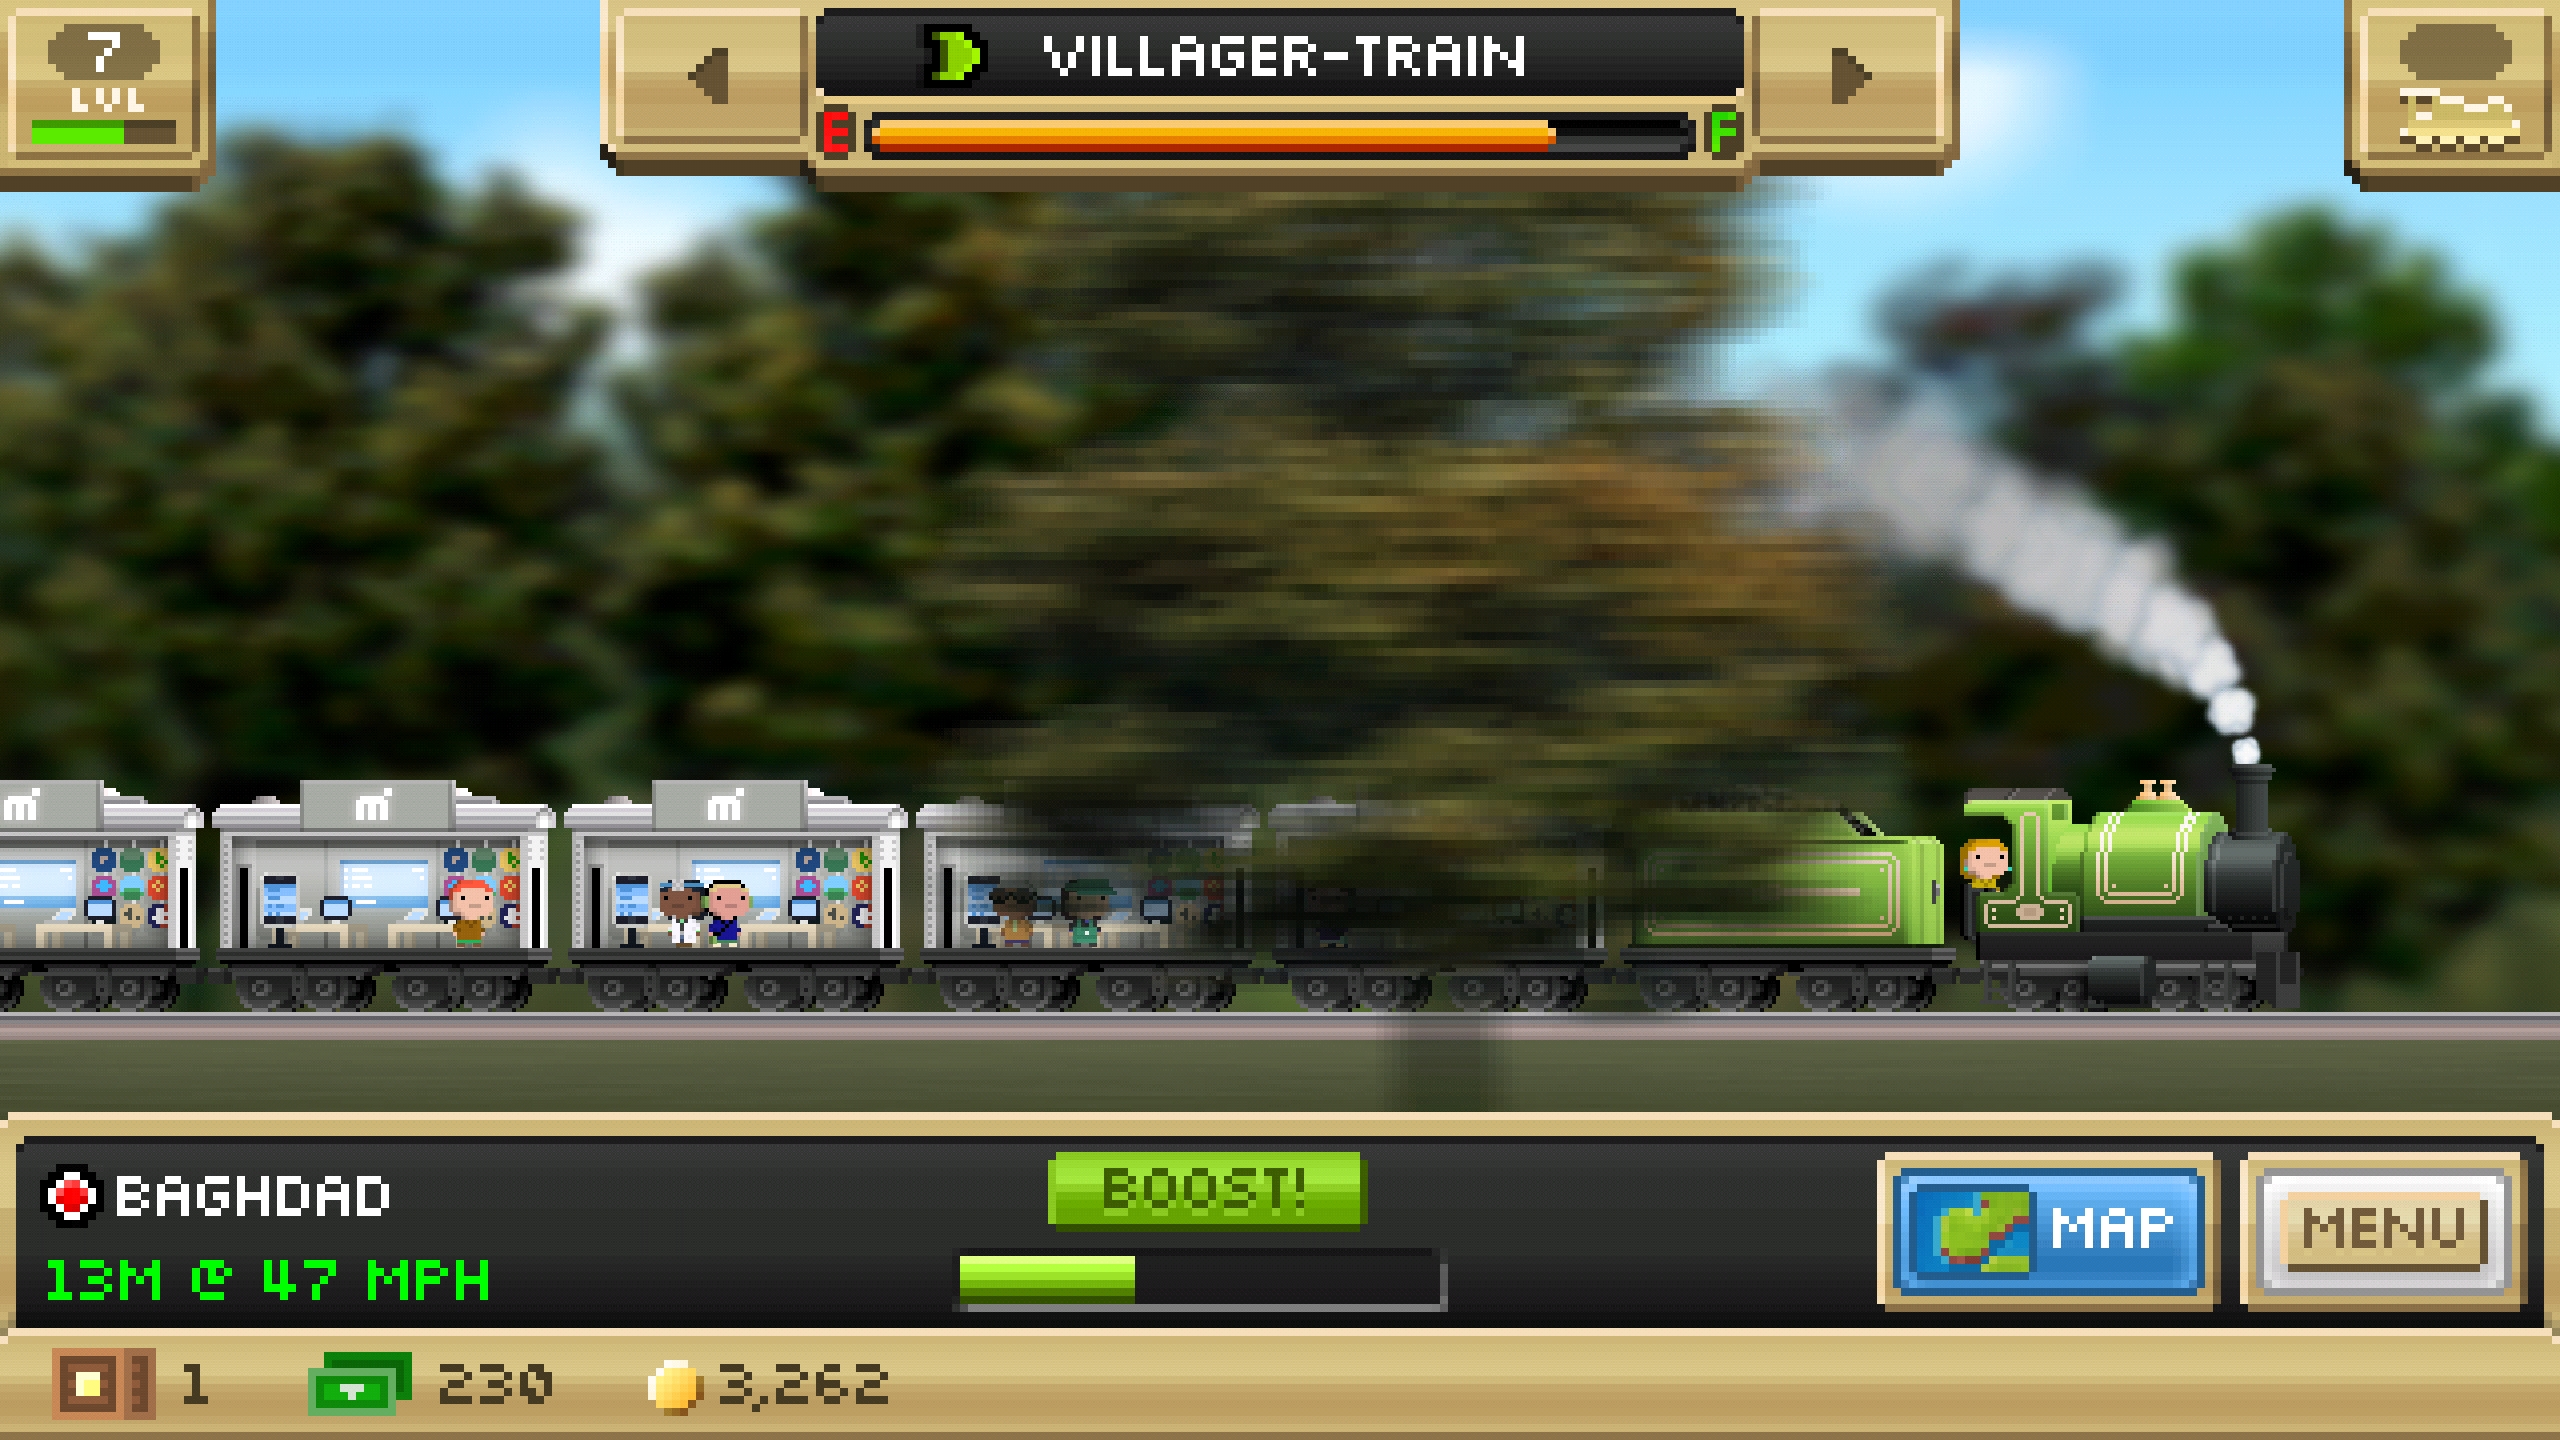 7
LVL
VILLAGER-TRAIN
E F
m
m
m
BAGHDAD
13M @ 47 MPH
BOOST!
MAP
MENU
1
230
3,262